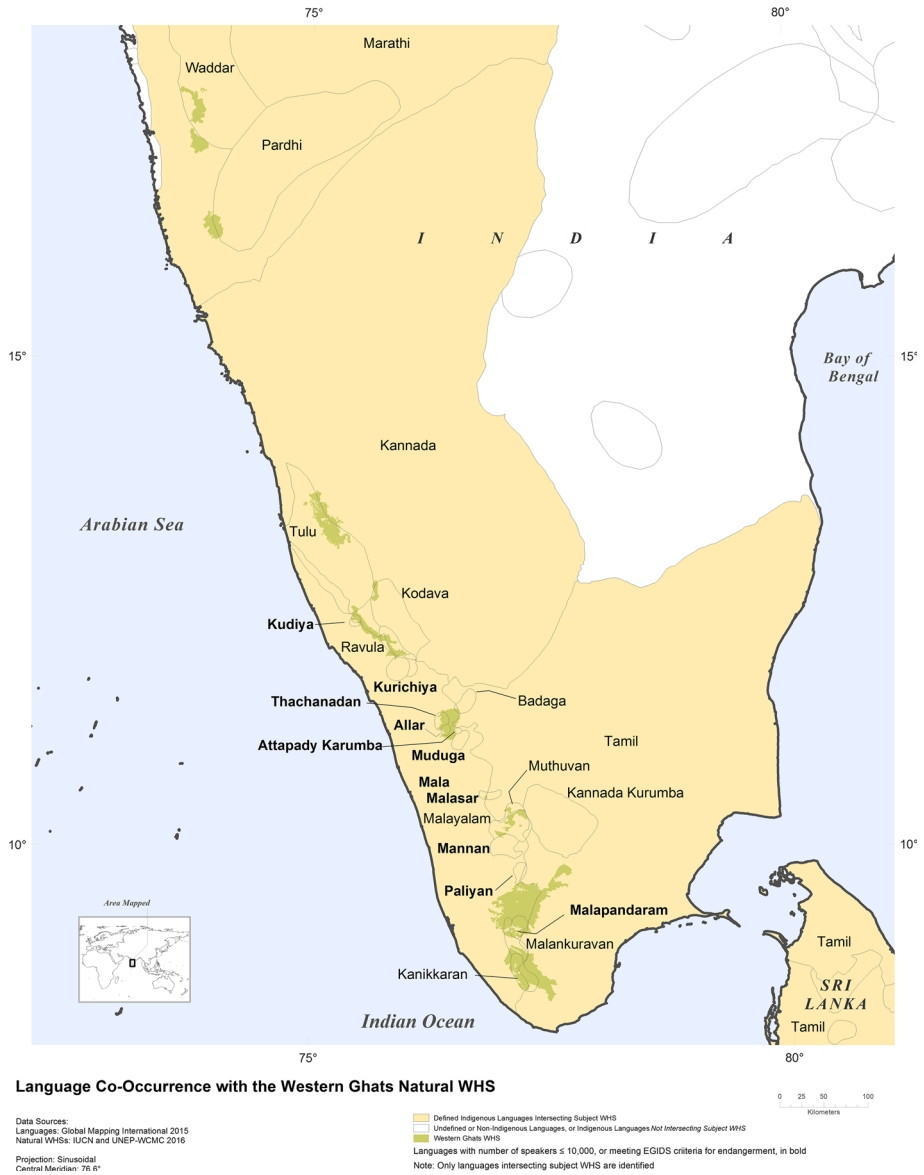 75°
80°
Marathi
Waddar
Pardhi
I N D I A
15°
15°
Bay of
Bengal
Kannada
Arabian Sea
Tulu
Kodava
Kudiya
Ravula
Kurichiya
Thachanadan
Badaga
Allar
Attapady Karumba
Tamil
Muduga
Muthuvan
Mala
Malasar
Kannada Kurumba
Malayalam
10°
10°
Mannan
Paliyan
Area Mapped
Malapandaram
Tamil
Malankuravan
Kanikkaran
SRI
LANKA
Indian Ocean
Tamil
75°
80°
Language Co-Occurrence with the Western Ghats Natural WHS
Data Sources:
Languages: Global Mapping International 2015
Natural WHSs: IUCN and UNEP-WCMC 2016
Projection: Sinusoidal
Central Meridian: 76.6°
Defined Indigenous Languages Intersecting Subject WHS
Undefined or Non-Indigenous Languages, or Indigenous Languages Not Intersecting Subject WHS
Western Ghats WHS
Languages with number of speakers ≤ 10,000, or meeting EGIDS criiteria for endangerment, in bold
Note: Only languages intersecting subject WHS are identified
0 25 50 100
Kilometers